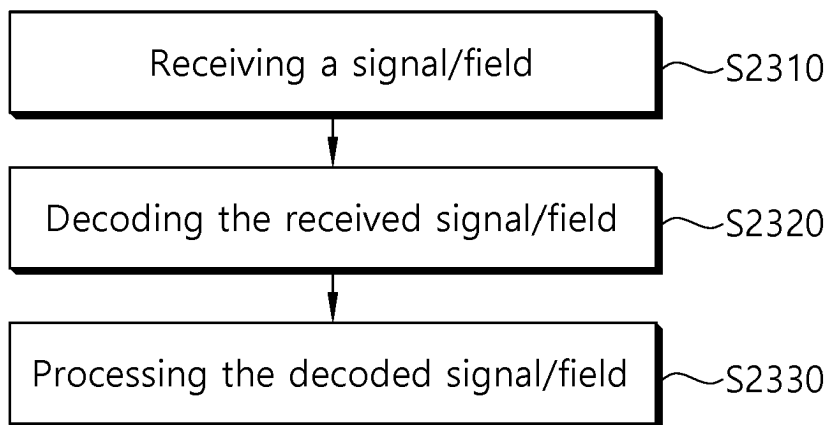 Receiving a signal/field
S2310
Decoding the received signal/field
S2320
Processing the decoded signal/field
S2330